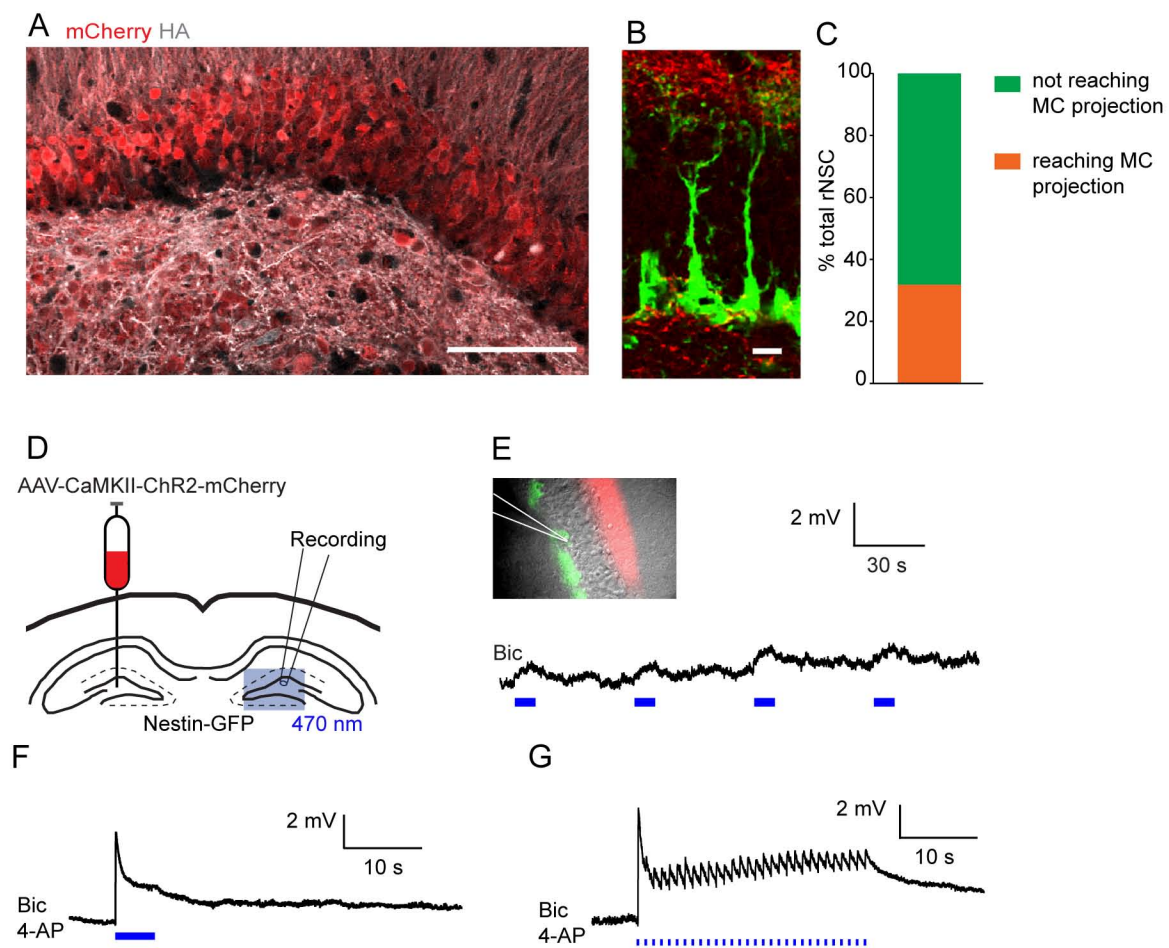 A
mCherry HA
B
C
100
80
60
40
20
0
% total rNSC
not reaching
MC projection
reaching MC
projection
D
AAV-CaMKII-ChR2-mCherry
Recording
Nestin-GFP
470 nm
E
2 mV
30 s
Bic
F
2 mV
10 s
Bic
4-AP
G
2 mV
10 s
Bic
4-AP